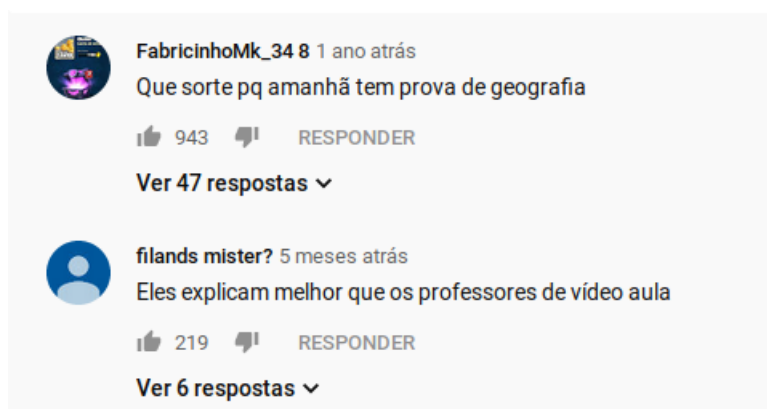 FabricinhoMk_34 8 1 ano atrás
Que sorte pq amanhã tem prova de geografia
943 RESPONDER
Ver 47 respostas
filands mister? 5 meses atrás
Eles explicam melhor que os professores de vídeo aula
219 RESPONDER
Ver 6 respostas